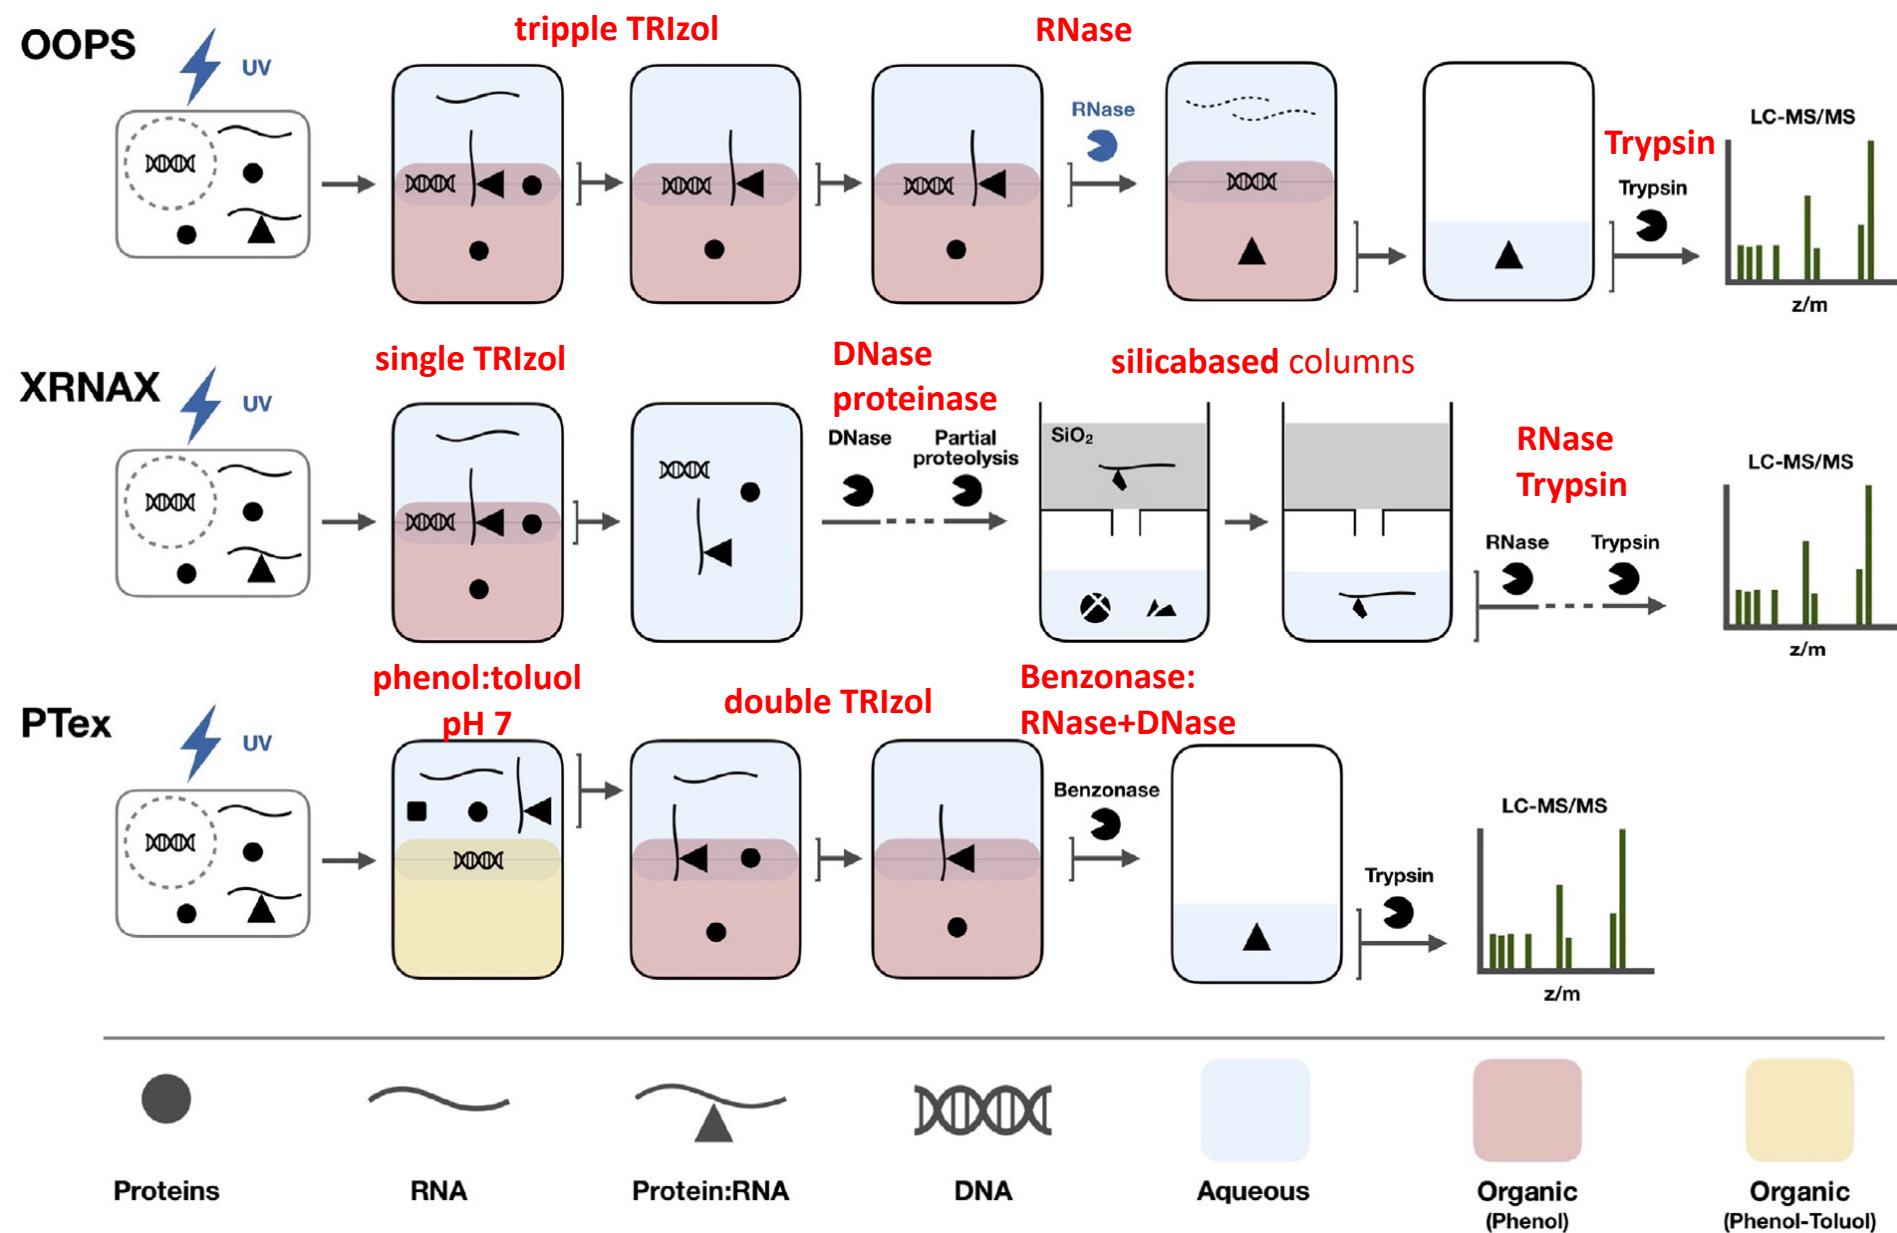 OOPS
UV
tripple TRIzol
RNase
RNase
Trypsin
Trypsin
LC-MS/MS
z/m
XRNAX
UV
single TRIzol
DNase
proteinase
DNase
Partial
proteolysis
silicabased columns
SiO₂
RNase
Trypsin
RNase
Trypsin
LC-MS/MS
z/m
PTex
UV
phenol:toluol
pH 7
double TRIzol
Benzonase:
RNase+DNase
Benzonase
Trypsin
LC-MS/MS
z/m
Proteins
RNA
Protein:RNA
DNA
Aqueous
Organic
(Phenol)
Organic
(Phenol-Toluol)